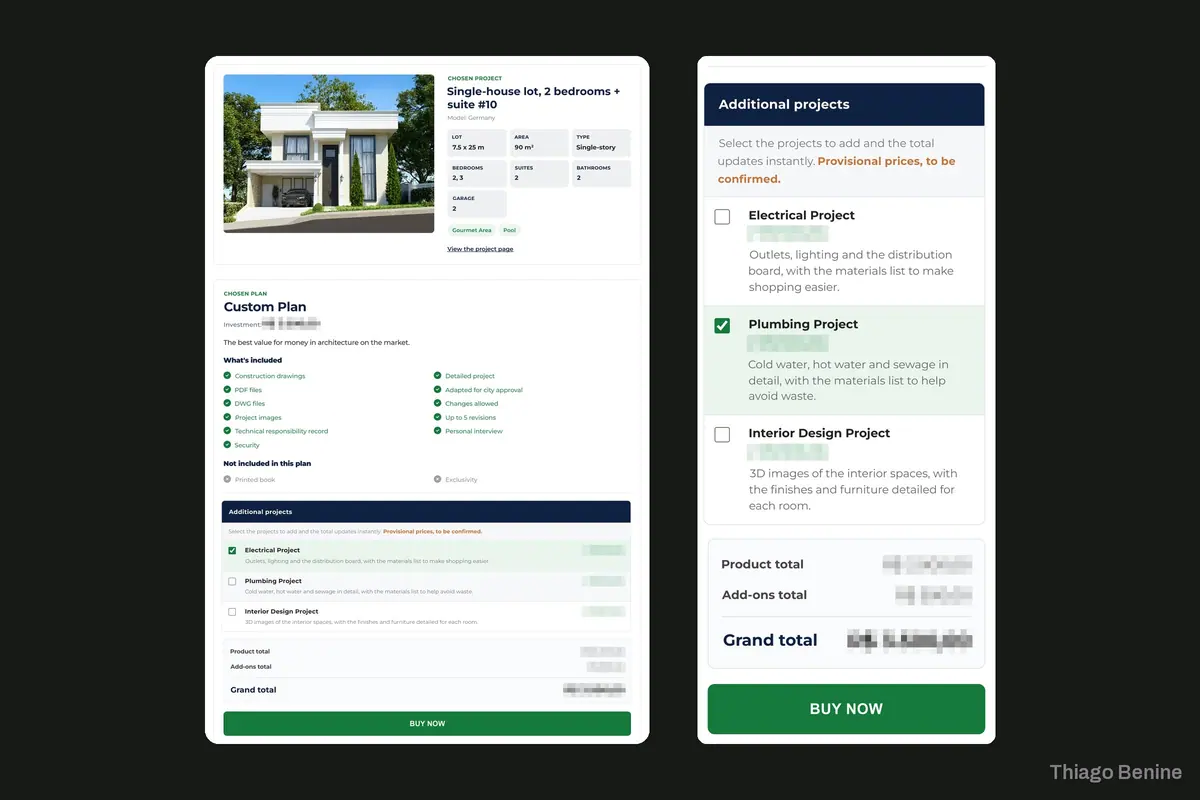 CHOSEN PROJECT
Single-house lot, 2 bedrooms +
suite #10
Model: Germany
LOT
7.5 x 25 m
AREA
90 m²
TYPE
Single-story
BEDROOMS
2, 3
SUITES
2
BATHROOMS
2
GARAGE
2
Gourmet Area
Pool
View the project page
CHOSEN PLAN
Custom Plan
Investment:
The best value for money in architecture on the market.
What's included
Construction drawings
Detailed project
PDF files
Adapted for city approval
DWG files
Changes allowed
Project images
Up to 5 revisions
Technical responsibility record
Personal interview
Security
Not included in this plan
Printed book
Exclusivity
Additional projects
Select the projects to add and the total updates instantly. Provisional prices, to be confirmed.
Electrical Project
Outlets, lighting and the distribution board, with the materials list to make shopping easier.
Plumbing Project
Cold water, hot water and sewage in detail, with the materials list to help avoid waste.
Interior Design Project
3D images of the interior spaces, with the finishes and furniture detailed for each room.
Product total
Add-ons total
Grand total
BUY NOW
Additional projects
Select the projects to add and the total
updates instantly. Provisional prices, to be
confirmed.
Electrical Project
Outlets, lighting and the distribution
board, with the materials list to make
shopping easier.
Plumbing Project
Cold water, hot water and sewage in
detail, with the materials list to help
avoid waste.
Interior Design Project
3D images of the interior spaces, with
the finishes and furniture detailed for
each room.
Product total
Add-ons total
Grand total
BUY NOW
Thiago Benine